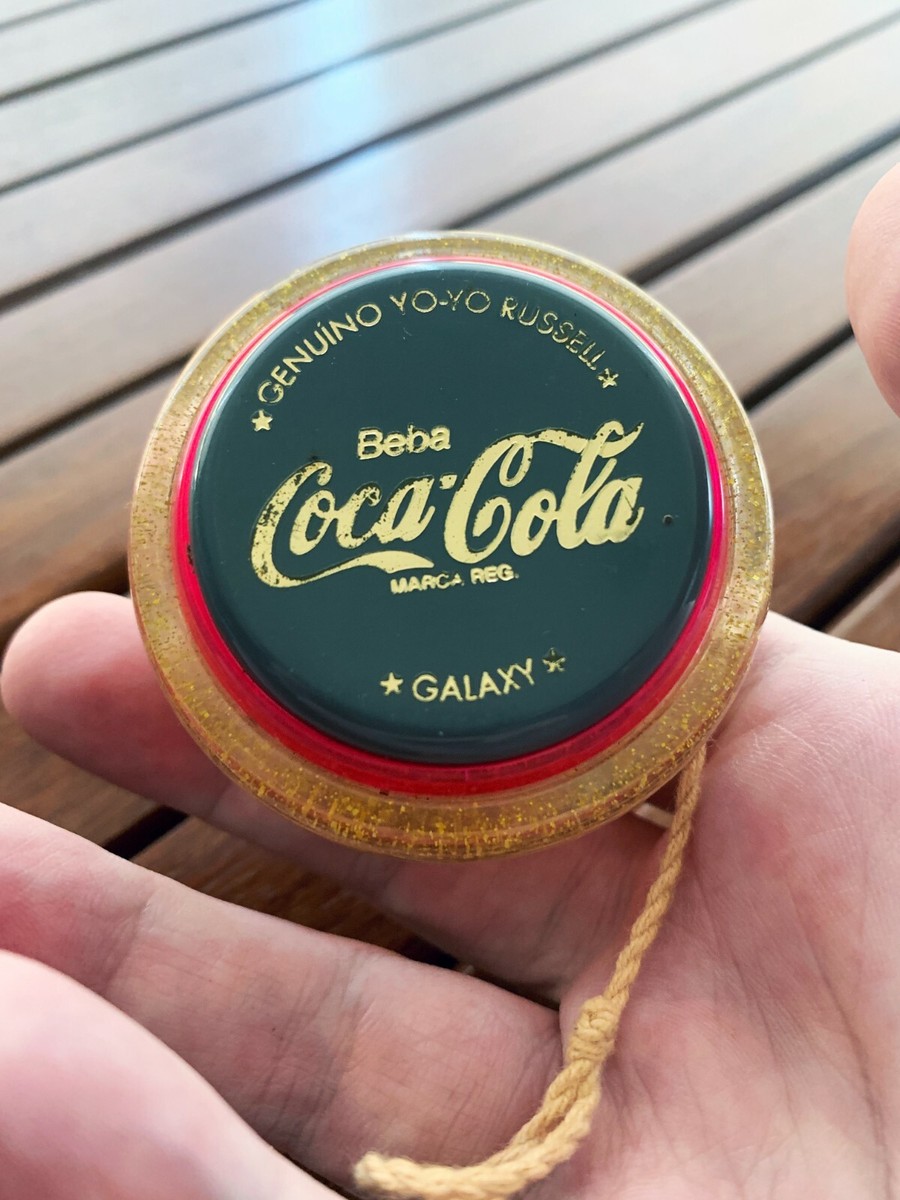 ★ GENUÍNO YO-YO RUSSELL ★
Beba
Coca-Cola
MARCA REG.
★ GALAXY ★